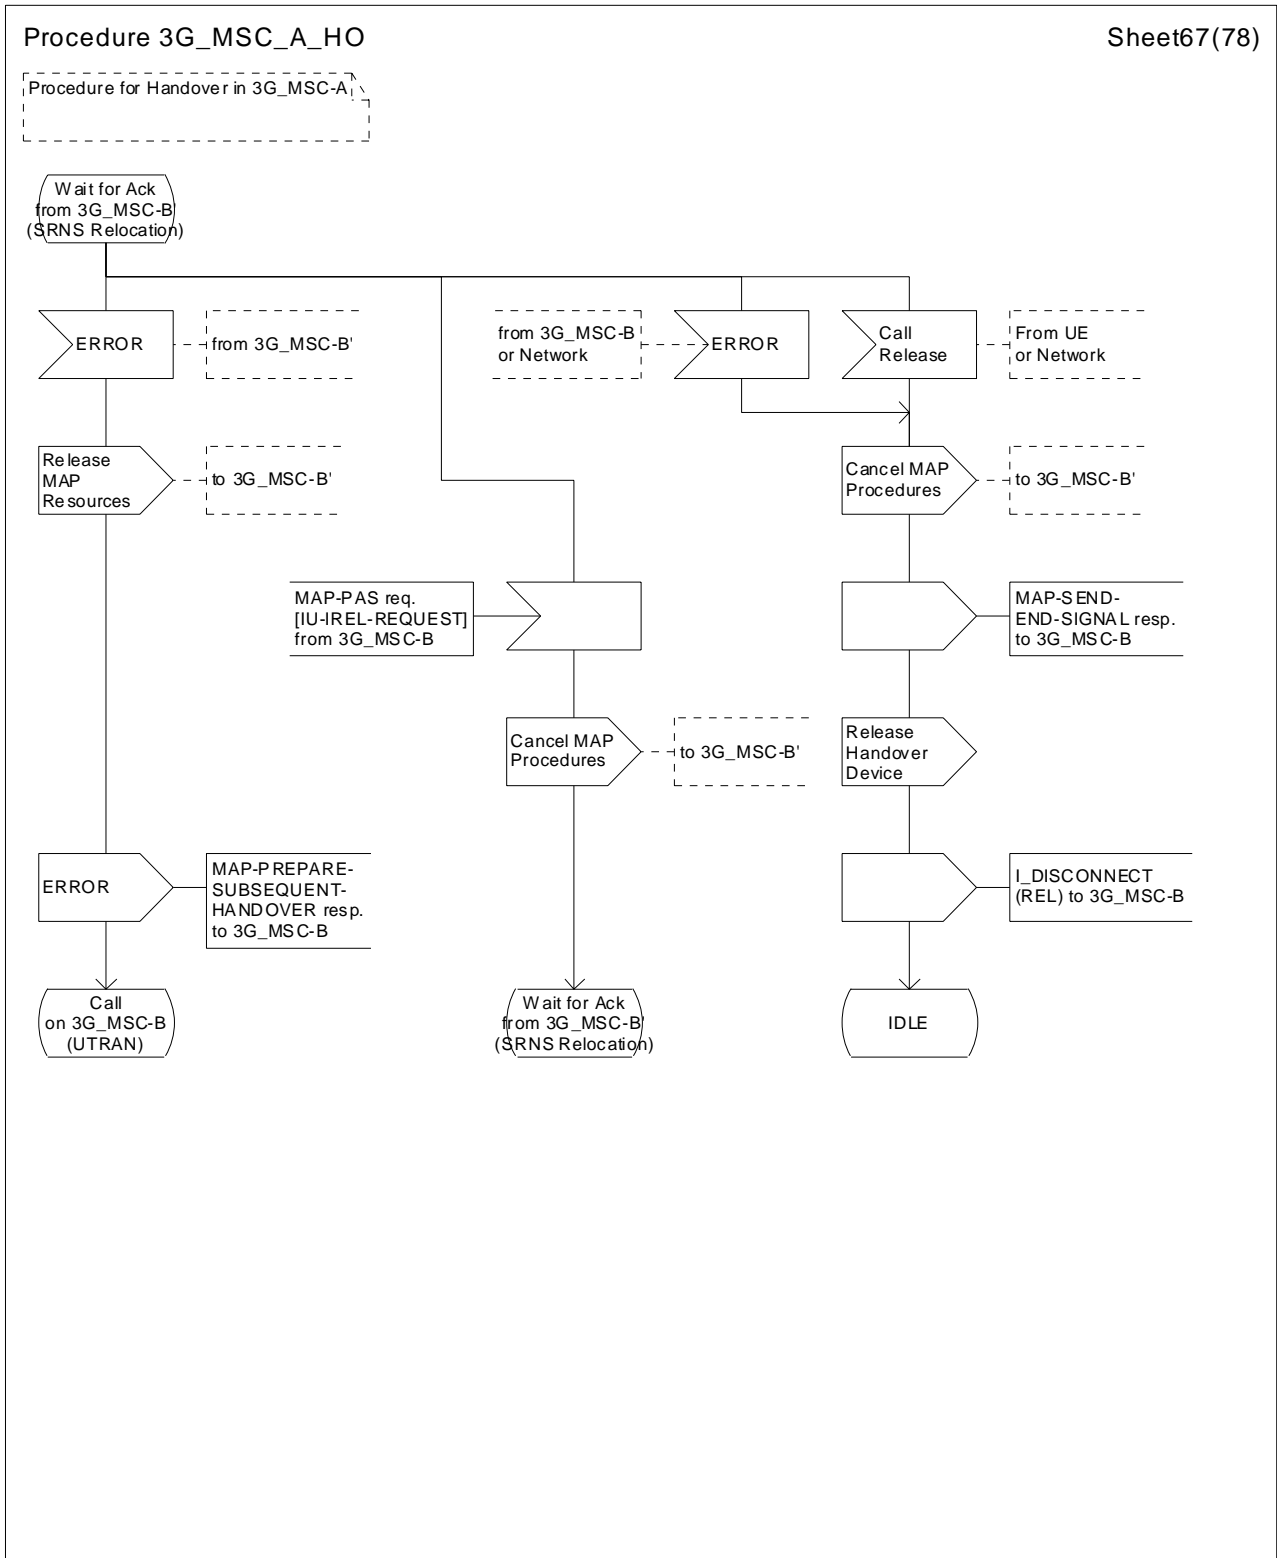 Procedure 3G_MSC_A_HO
Sheet67(78)
Procedure for Handover in 3G_MSC-A
Wait for Ack
from 3G_MSC-B'
(SRNS Relocation)
ERROR
from 3G_MSC-B'
from 3G_MSC-B
or Network
ERROR
Call
Release
From UE
or Network
Release
MAP
Resources
to 3G_MSC-B'
Cancel MAP
Procedures
to 3G_MSC-B'
MAP-PAS req.
[IU-IREL-REQUEST]
from 3G_MSC-B
MAP-SEND-
END-SIGNAL resp.
to 3G_MSC-B
Cancel MAP
Procedures
to 3G_MSC-B'
Release
Handover
Device
ERROR
MAP-PREPARE-
SUBSEQUENT-
HANDOVER resp.
to 3G_MSC-B
I_DISCONNECT
(REL) to 3G_MSC-B
Call
on 3G_MSC-B
(UTRAN)
Wait for Ack
from 3G_MSC-B'
(SRNS Relocation)
IDLE